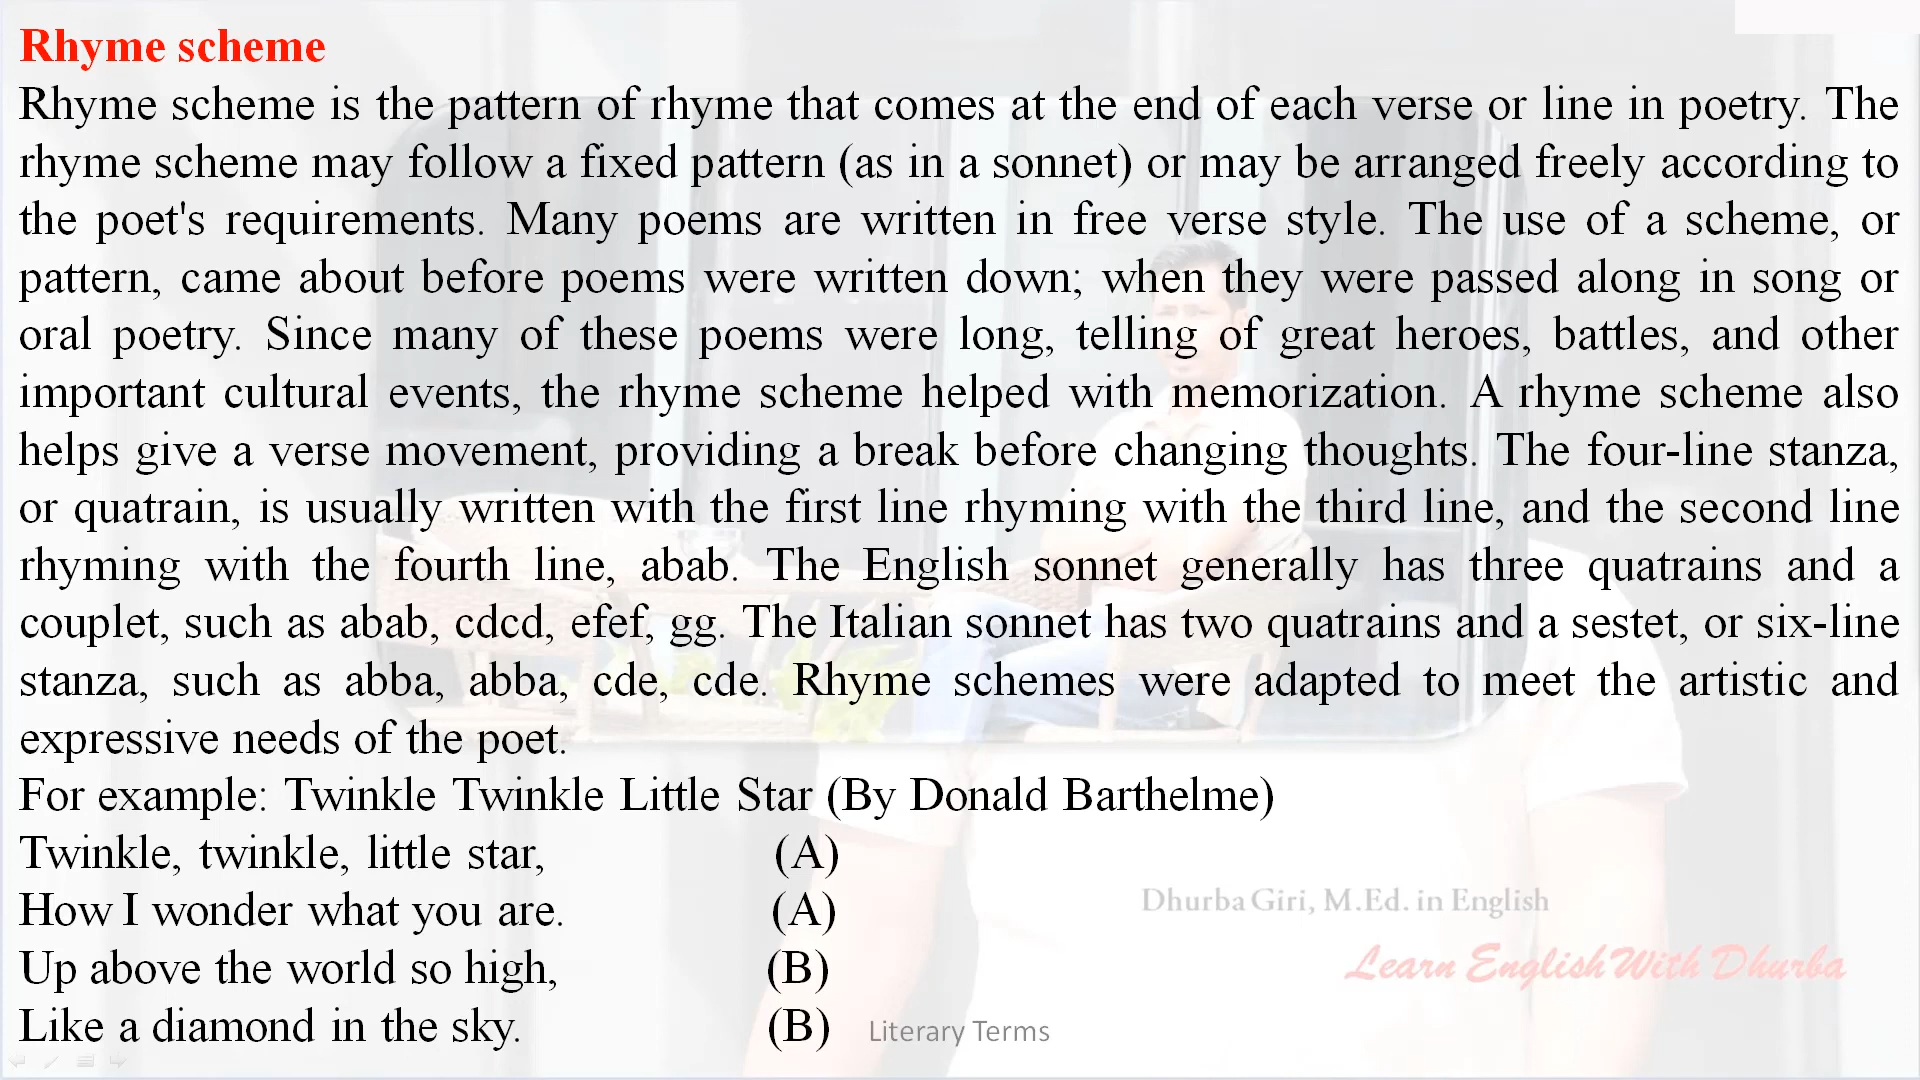 Rhyme scheme
Rhyme scheme is the pattern of rhyme that comes at the end of each verse or line in poetry. The
rhyme scheme may follow a fixed pattern (as in a sonnet) or may be arranged freely according to
the poet's requirements. Many poems are written in free verse style. The use of a scheme, or
pattern, came about before poems were written down; when they were passed along in song or
oral poetry. Since many of these poems were long, telling of great heroes, battles, and other
important cultural events, the rhyme scheme helped with memorization. A rhyme scheme also
helps give a verse movement, providing a break before changing thoughts. The four-line stanza,
or quatrain, is usually written with the first line rhyming with the third line, and the second line
rhyming with the fourth line, abab. The English sonnet generally has three quatrains and a
couplet, such as abab, cdcd, efef, gg. The Italian sonnet has two quatrains and a sestet, or six-line
stanza, such as abba, abba, cde, cde. Rhyme schemes were adapted to meet the artistic and
expressive needs of the poet.
For example: Twinkle Twinkle Little Star (By Donald Barthelme)
Twinkle, twinkle, little star, (A)
How I wonder what you are. (A)
Up above the world so high, (B)
Like a diamond in the sky. (B)
Dhurba Giri, M.Ed. in English
Learn English With Dhurba
Literary Terms